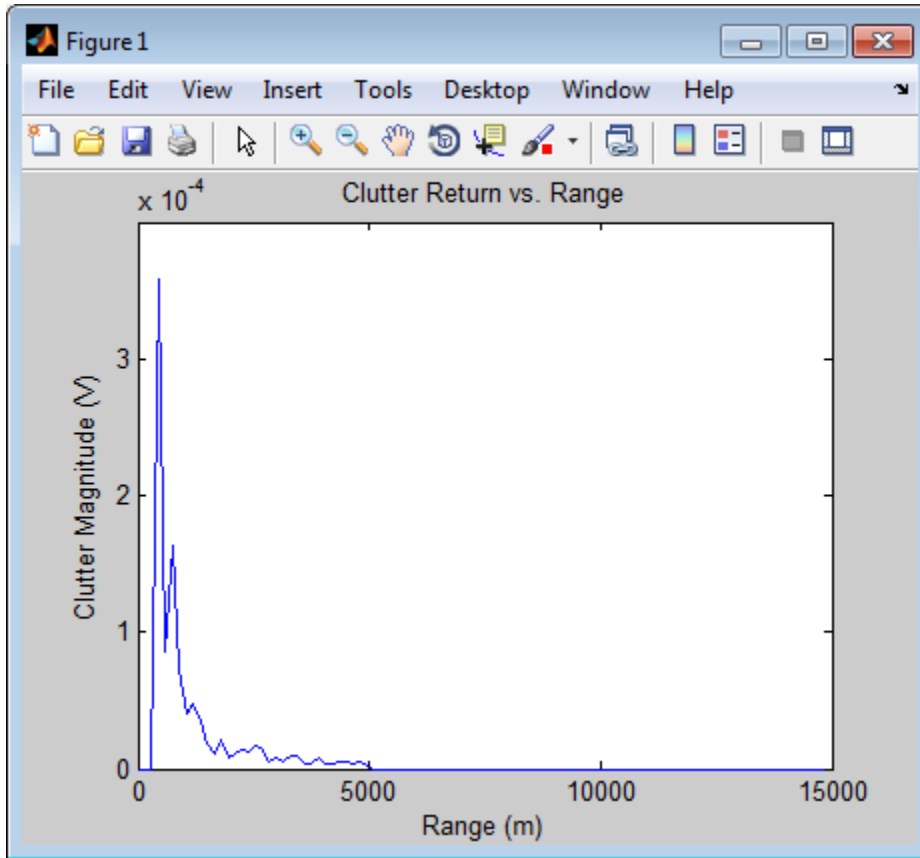 Figure 1
File Edit View Insert Tools Desktop Window Help
x 10^-4
Clutter Return vs. Range
3
2
1
0
Clutter Magnitude (V)
0 5000 10000 15000
Range (m)